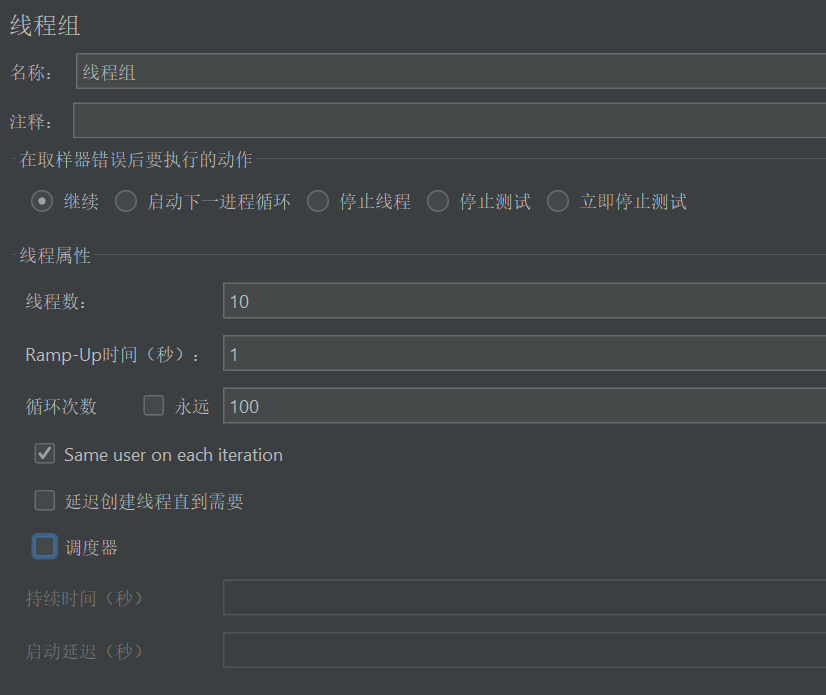 线程组
名称： 线程组
注释：
在取样器错误后要执行的动作
继续 启动下一进程循环 停止线程 停止测试 立即停止测试
线程属性
线程数： 10
Ramp-Up时间（秒）： 1
循环次数 永远 100
Same user on each iteration
延迟创建线程直到需要
调度器
持续时间（秒）
启动延迟（秒）